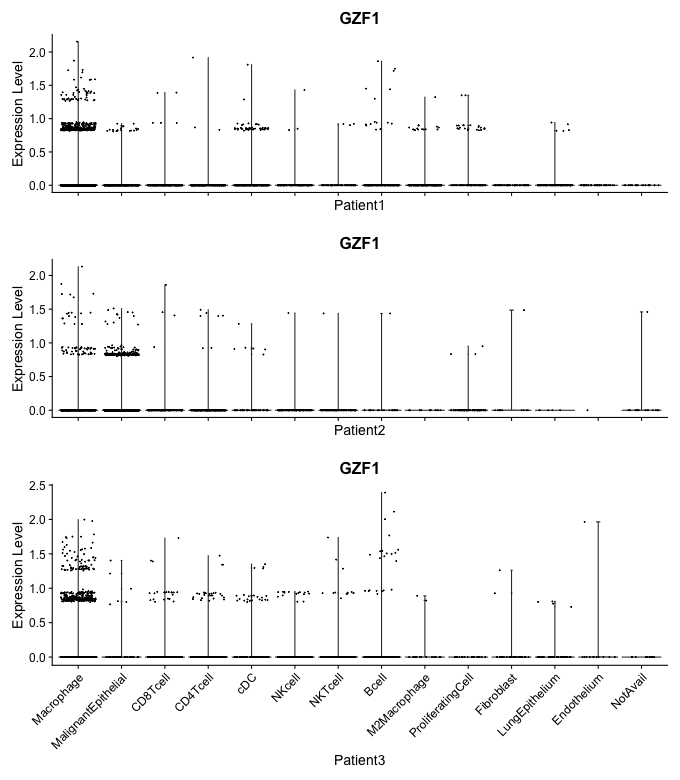 GZF1
Expression Level
2.0
1.5
1.0
0.5
0.0
Patient1
GZF1
Expression Level
2.0
1.5
1.0
0.5
0.0
Patient2
GZF1
Expression Level
2.5
2.0
1.5
1.0
0.5
0.0
Macrophage
MalignantEpithelial
CD8Tcell
CD4Tcell
cDC
NKcell
NKTcell
Bcell
M2Macrophage
ProliferatingCell
Fibroblast
LungEpithelium
Endothelium
NotAvail
Patient3